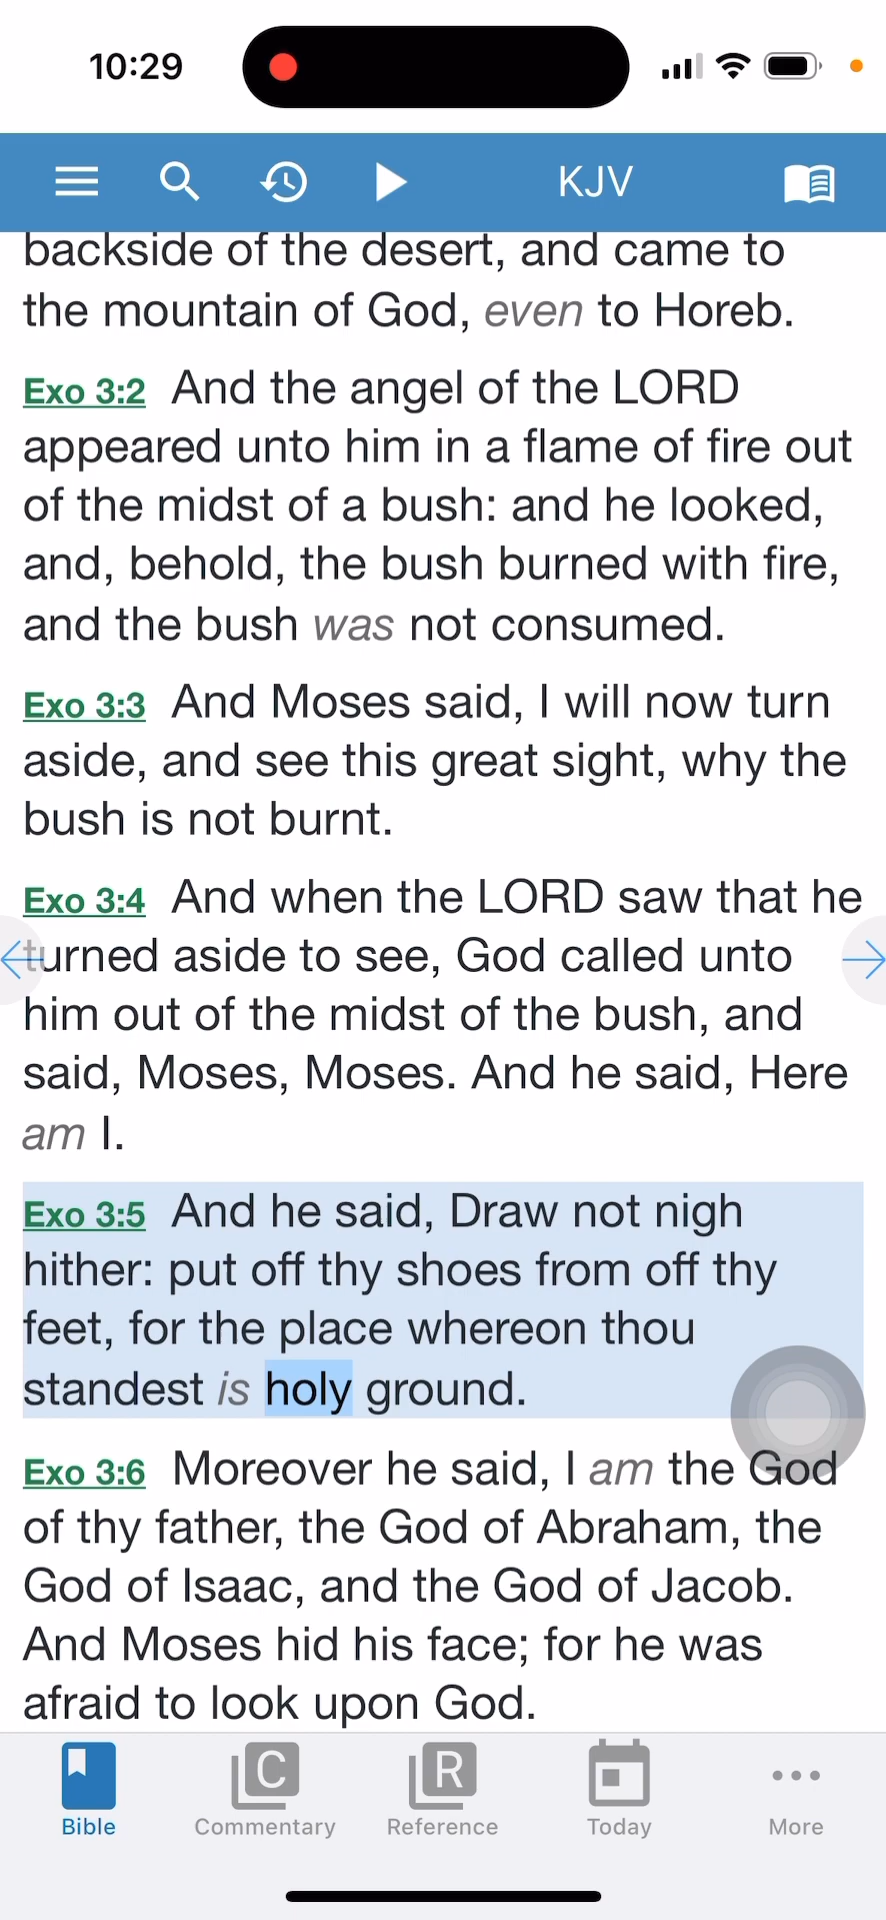 10:29
KJV
backside of the desert, and came to
the mountain of God, even to Horeb.
Exo 3:2 And the angel of the LORD
appeared unto him in a flame of fire out
of the midst of a bush: and he looked,
and, behold, the bush burned with fire,
and the bush was not consumed.
Exo 3:3 And Moses said, I will now turn
aside, and see this great sight, why the
bush is not burnt.
Exo 3:4 And when the LORD saw that he
turned aside to see, God called unto
him out of the midst of the bush, and
said, Moses, Moses. And he said, Here
am I.
Exo 3:5 And he said, Draw not nigh
hither: put off thy shoes from off thy
feet, for the place whereon thou
standest is holy ground.
Exo 3:6 Moreover he said, I am the God
of thy father, the God of Abraham, the
God of Isaac, and the God of Jacob.
And Moses hid his face; for he was
afraid to look upon God.
C R
Bible Commentary Reference Today More